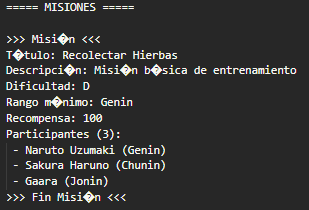 ===== MISIONES =====
>>> Misi�n <<<
T�tulo: Recolectar Hierbas
Descripci�n: Misi�n b�sica de entrenamiento
Dificultad: D
Rango m�nimo: Genin
Recompensa: 100
Participantes (3):
- Naruto Uzumaki (Genin)
- Sakura Haruno (Chunin)
- Gaara (Jonin)
>>> Fin Misi�n <<<